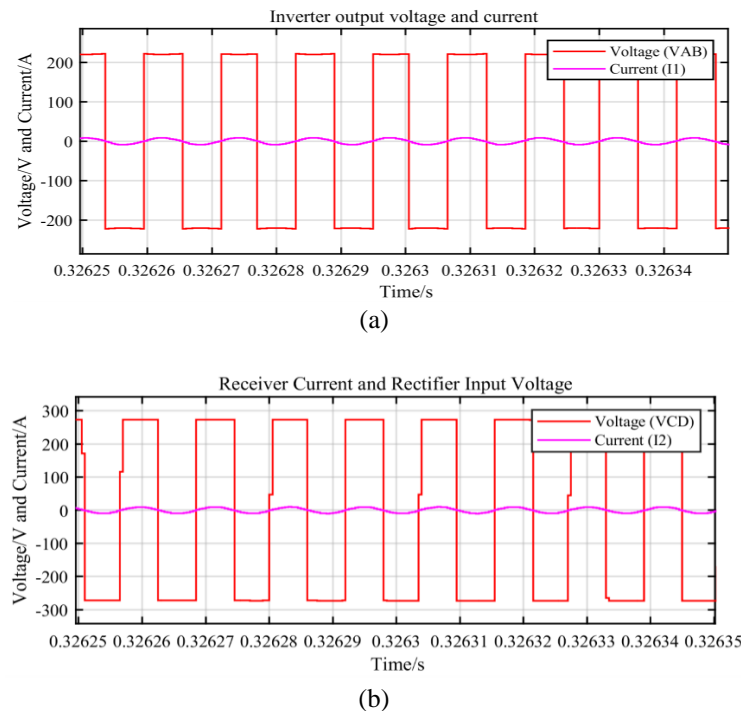 Inverter output voltage and current
Voltage/V and Current/A
200
100
0
-100
-200
Voltage (VAB)
Current (I1)
0.32625 0.32626 0.32627 0.32628 0.32629 0.3263 0.32631 0.32632 0.32633 0.32634
Time/s
(a)
Receiver Current and Rectifier Input Voltage
Voltage/V and Current/A
300
200
100
0
-100
-200
-300
Voltage (VCD)
Current (I2)
0.32625 0.32626 0.32627 0.32628 0.32629 0.3263 0.32631 0.32632 0.32633 0.32634 0.32635
Time/s
(b)